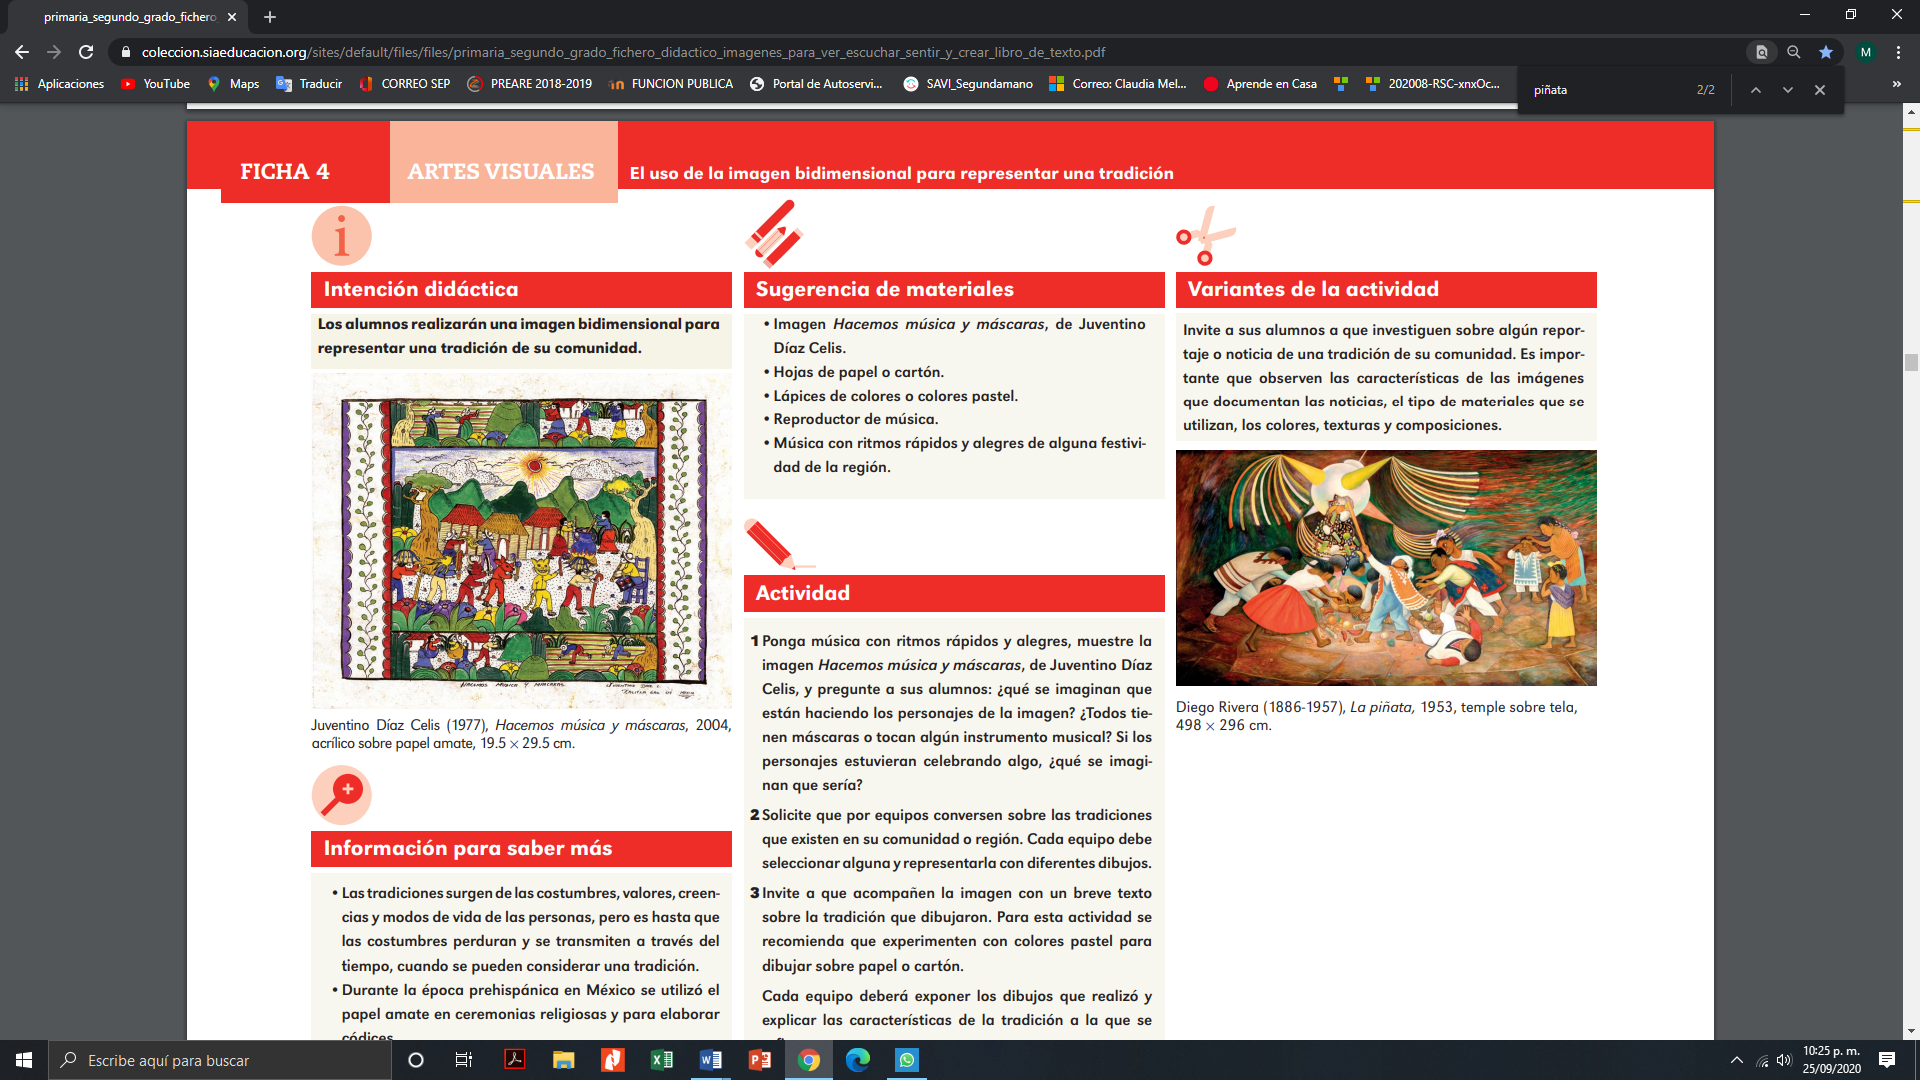 primaria_segundo_grado_fichero
coleccion.siaeducacion.org/sites/default/files/files/primaria_segundo_grado_fichero_didactico_imagenes_para_ver_escuchar_sentir_y_crear_libro_de_texto.pdf
M
Aplicaciones YouTube Maps Traducir CORREO SEP PREARE 2018-2019 FUNCION PUBLICA Portal de Autoservi... SAVI_Segundamano Correo: Claudia Mel... Aprende en Casa 202008-RSC-xnxOc... »
piñata 2/2
FICHA 4 ARTES VISUALES El uso de la imagen bidimensional para representar una tradición
i
Intención didáctica
Los alumnos realizarán una imagen bidimensional para
representar una tradición de su comunidad.
HACEMOS MUSICA Y MASCARAS
Juventino Díaz Celis (1977), Hacemos música y máscaras, 2004,
acrílico sobre papel amate, 19.5 × 29.5 cm.
Información para saber más
• Las tradiciones surgen de las costumbres, valores, creen-
cias y modos de vida de las personas, pero es hasta que
las costumbres perduran y se transmiten a través del
tiempo, cuando se pueden considerar una tradición.
• Durante la época prehispánica en México se utilizó el
papel amate en ceremonias religiosas y para elaborar
códices.
Sugerencia de materiales
• Imagen Hacemos música y máscaras, de Juventino
Díaz Celis.
• Hojas de papel o cartón.
• Lápices de colores o colores pastel.
• Reproductor de música.
• Música con ritmos rápidos y alegres de alguna festivi-
dad de la región.
Actividad
1 Ponga música con ritmos rápidos y alegres, muestre la
imagen Hacemos música y máscaras, de Juventino Díaz
Celis, y pregunte a sus alumnos: ¿qué se imaginan que
están haciendo los personajes de la imagen? ¿Todos tie-
nen máscaras o tocan algún instrumento musical? Si los
personajes estuvieran celebrando algo, ¿qué se imagi-
nan que sería?
2 Solicite que por equipos conversen sobre las tradiciones
que existen en su comunidad o región. Cada equipo debe
seleccionar alguna y representarla con diferentes dibujos.
3 Invite a que acompañen la imagen con un breve texto
sobre la tradición que dibujaron. Para esta actividad se
recomienda que experimenten con colores pastel para
dibujar sobre papel o cartón.
Cada equipo deberá exponer los dibujos que realizó y
explicar las características de la tradición a la que se
Variantes de la actividad
Invite a sus alumnos a que investiguen sobre algún repor-
taje o noticia de una tradición de su comunidad. Es impor-
tante que observen las características de las imágenes
que documentan las noticias, el tipo de materiales que se
utilizan, los colores, texturas y composiciones.
Diego Rivera (1886-1957), La piñata, 1953, temple sobre tela,
498 × 296 cm.
Escribe aquí para buscar
10:25 p. m.
25/09/2020